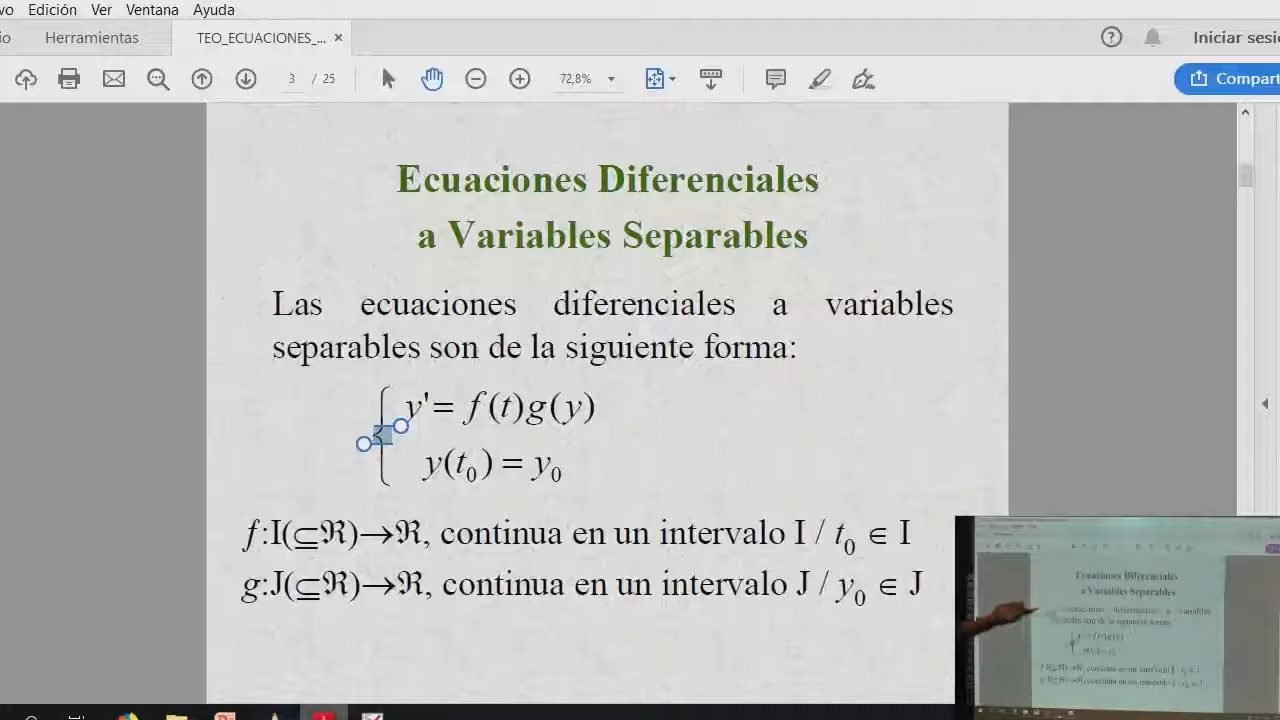 vo Edición Ver Ventana Ayuda
io Herramientas TEO_ECUACIONES_... × Iniciar sesi
3 / 25 72,8% Compart
Ecuaciones Diferenciales
a Variables Separables
Las ecuaciones diferenciales a variables
separables son de la siguiente forma:
y'= f(t)g(y)
y(t₀) = y₀
f:I(⊆ℜ)→ℜ, continua en un intervalo I / t₀ ∈ I
g:J(⊆ℜ)→ℜ, continua en un intervalo J / y₀ ∈ J
Ecuaciones Diferenciales
a Variables Separables